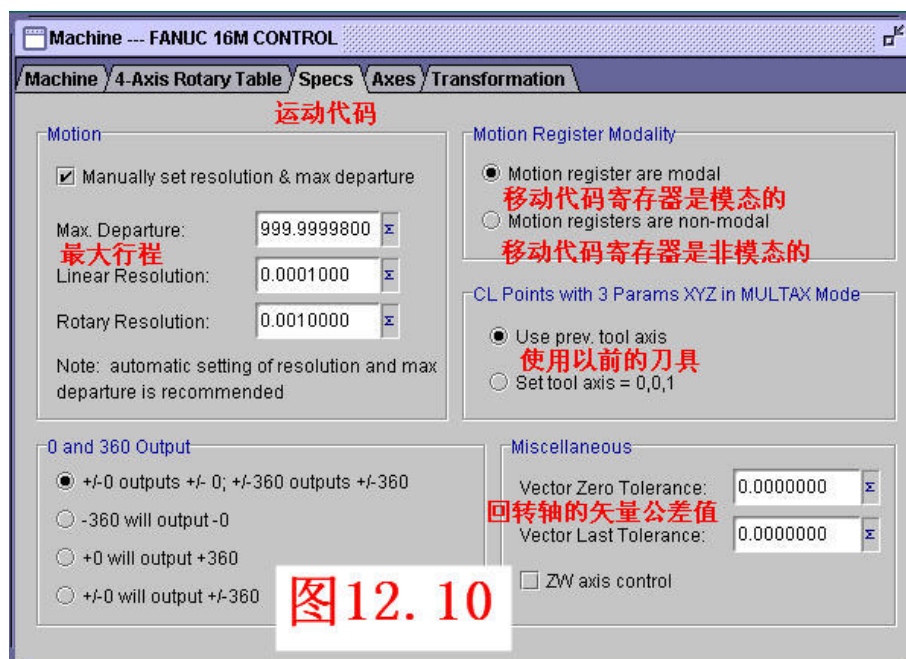 Machine --- FANUC 16M CONTROL
Machine 4-Axis Rotary Table Specs Axes Transformation
运动代码
Motion
Manually set resolution & max departure
Max. Departure: 999.9999800 Σ
最大行程
Linear Resolution: 0.0001000 Σ
Rotary Resolution: 0.0010000 Σ
Note: automatic setting of resolution and max
departure is recommended
Motion Register Modality
Motion register are modal
移动代码寄存器是模态的
Motion registers are non-modal
移动代码寄存器是非模态的
CL Points with 3 Params XYZ in MULTAX Mode
Use prev. tool axis
使用以前的刀具
Set tool axis = 0,0,1
0 and 360 Output
+/-0 outputs +/- 0; +/-360 outputs +/-360
-360 will output -0
+0 will output +360
+/-0 will output +/-360
Miscellaneous
Vector Zero Tolerance: 0.0000000 Σ
回转轴的矢量公差值
Vector Last Tolerance: 0.0000000 Σ
ZW axis control
图12.10